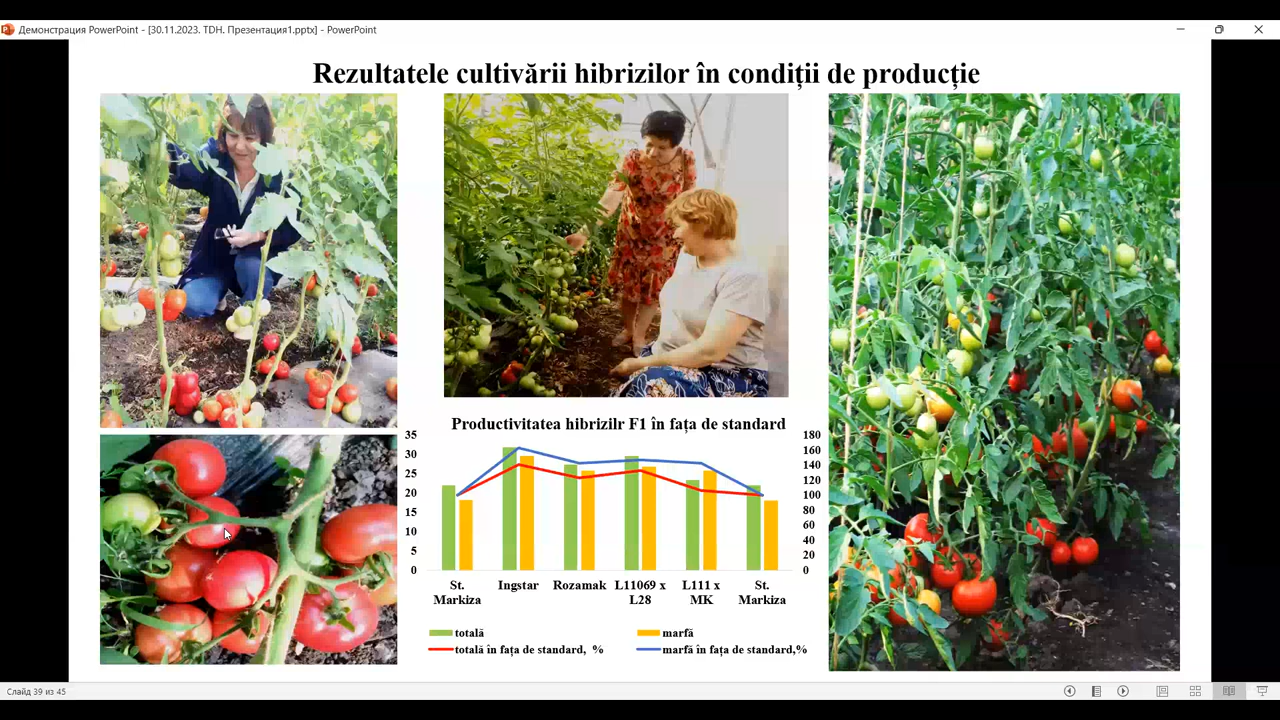 Демонстрация PowerPoint - [30.11.2023. TDH. Презентация1.pptx] - PowerPoint
Rezultatele cultivării hibrizilor în condiții de producție
Productivitatea hibrizilr F1 în fața de standard
35
30
25
20
15
10
5
0
180
160
140
120
100
80
60
40
20
0
St. Markiza
Ingstar
Rozamak
L11069 x L28
L111 x MK
St. Markiza
totală
marfă
totală în fața de standard, %
marfă în fața de standard,%
Слайд 39 из 45